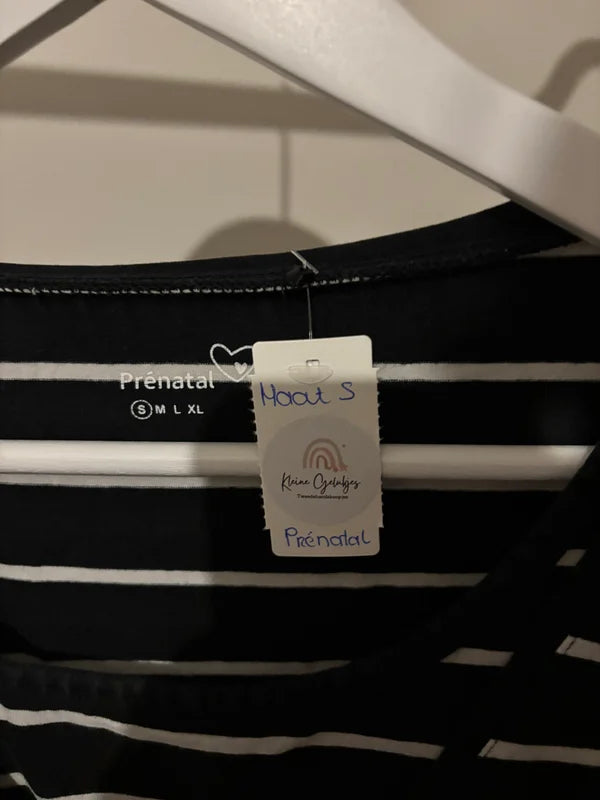 Prénatal
S M L XL
Maat S
Kleine Gelukjes
Prénatal